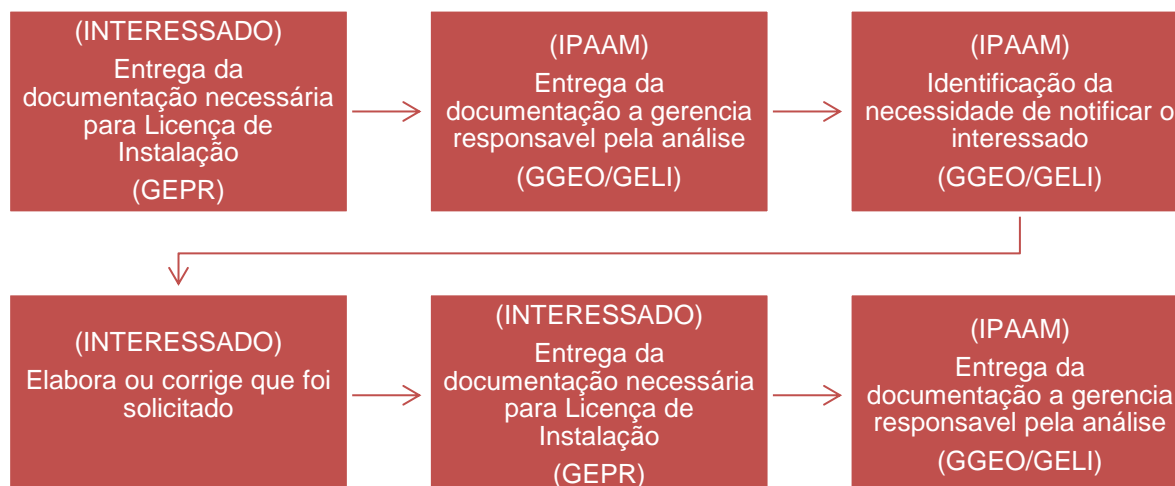 (INTERESSADO)
Entrega da
documentação necessária
para Licença de
Instalação
(GEPR)
(IPAAM)
Entrega da
documentação a gerencia
responsavel pela análise
(GGEO/GELI)
(IPAAM)
Identificação da
necessidade de notificar o
interessado
(GGEO/GELI)
(INTERESSADO)
Elabora ou corrige que foi
solicitado
(INTERESSADO)
Entrega da
documentação necessária
para Licença de
Instalação
(GEPR)
(IPAAM)
Entrega da
documentação a gerencia
responsavel pela análise
(GGEO/GELI)